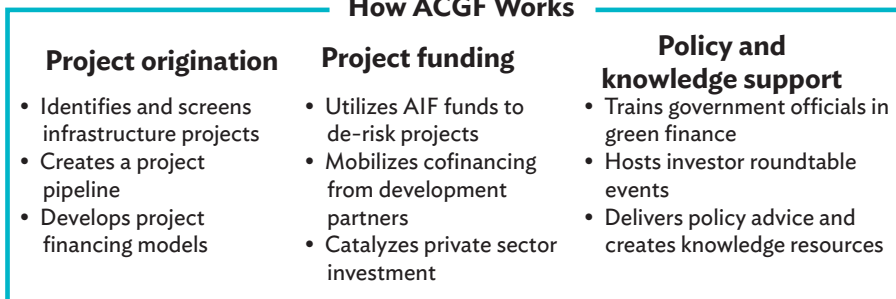 How ACGF Works
Project origination
• Identifies and screens
infrastructure projects
• Creates a project
pipeline
• Develops project
financing models
Project funding
• Utilizes AIF funds to
de-risk projects
• Mobilizes cofinancing
from development
partners
• Catalyzes private sector
investment
Policy and
knowledge support
• Trains government officials in
green finance
• Hosts investor roundtable
events
• Delivers policy advice and
creates knowledge resources